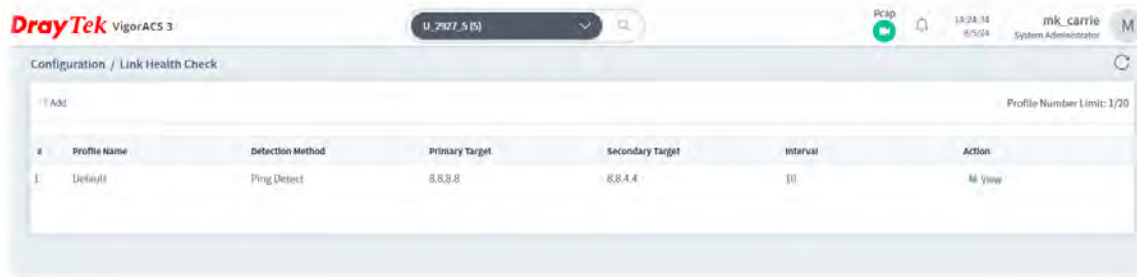 DrayTek VigorACS 3
U_2927_5 (5)
Pcap
14:24:34
6/5/24
mk_carrie
System Administrator
M
Configuration / Link Health Check
Add
Profile Number Limit: 1/20
# Profile Name Detection Method Primary Target Secondary Target Interval Action
1 Default Ping Detect 8.8.8.8 8.8.4.4 10 View